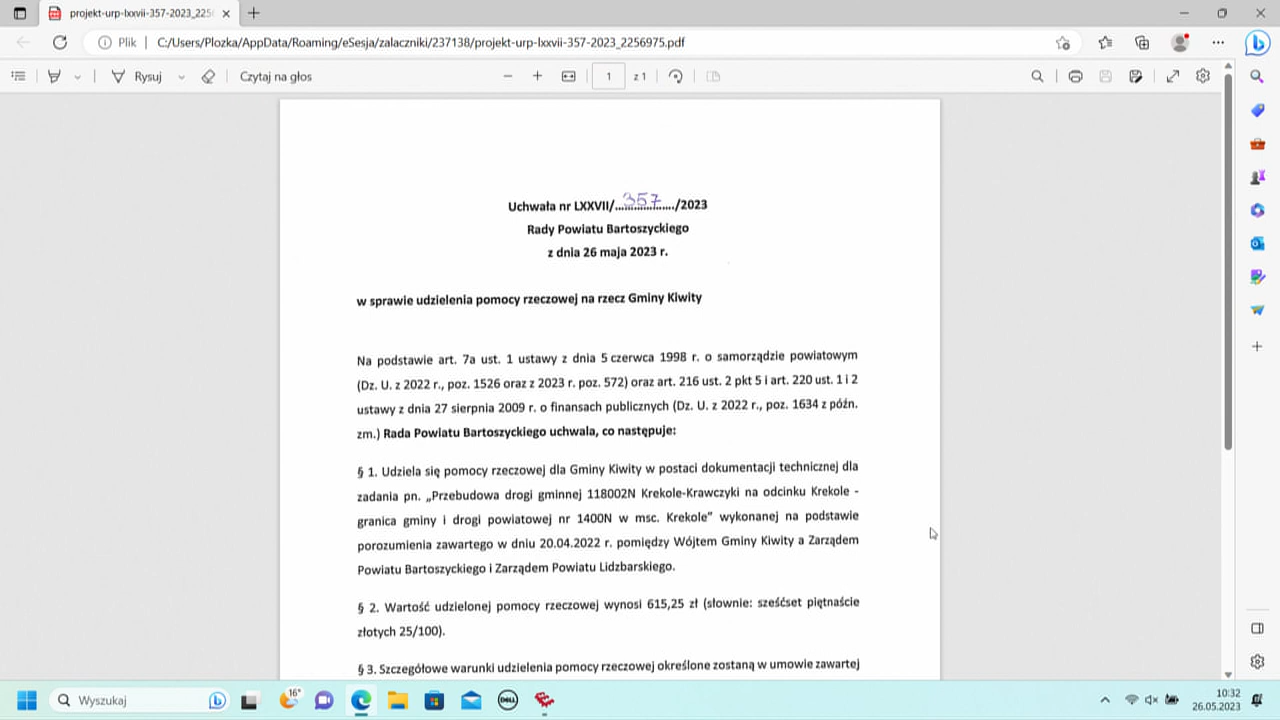 projekt-urp-lxxvii-357-2023_225
Plik
C:/Users/Plozka/AppData/Roaming/eSesja/zalaczniki/237138/projekt-urp-lxxvii-357-2023_2256975.pdf
Rysuj
Czytaj na głos
1
z 1
Uchwała nr LXXVII/....357..../2023
Rady Powiatu Bartoszyckiego
z dnia 26 maja 2023 r.
w sprawie udzielenia pomocy rzeczowej na rzecz Gminy Kiwity
Na podstawie art. 7a ust. 1 ustawy z dnia 5 czerwca 1998 r. o samorządzie powiatowym
(Dz. U. z 2022 r., poz. 1526 oraz z 2023 r. poz. 572) oraz art. 216 ust. 2 pkt 5 i art. 220 ust. 1 i 2
ustawy z dnia 27 sierpnia 2009 r. o finansach publicznych (Dz. U. z 2022 r., poz. 1634 z późn.
zm.) Rada Powiatu Bartoszyckiego uchwala, co następuje:
§ 1. Udziela się pomocy rzeczowej dla Gminy Kiwity w postaci dokumentacji technicznej dla
zadania pn. „Przebudowa drogi gminnej 118002N Krekole-Krawczyki na odcinku Krekole -
granica gminy i drogi powiatowej nr 1400N w msc. Krekole” wykonanej na podstawie
porozumienia zawartego w dniu 20.04.2022 r. pomiędzy Wójtem Gminy Kiwity a Zarządem
Powiatu Bartoszyckiego i Zarządem Powiatu Lidzbarskiego.
§ 2. Wartość udzielonej pomocy rzeczowej wynosi 615,25 zł (słownie: sześćset piętnaście
złotych 25/100).
§ 3. Szczegółowe warunki udzielenia pomocy rzeczowej określone zostaną w umowie zawartej
Wyszukaj
16°
DELL
10:32
26.05.2023